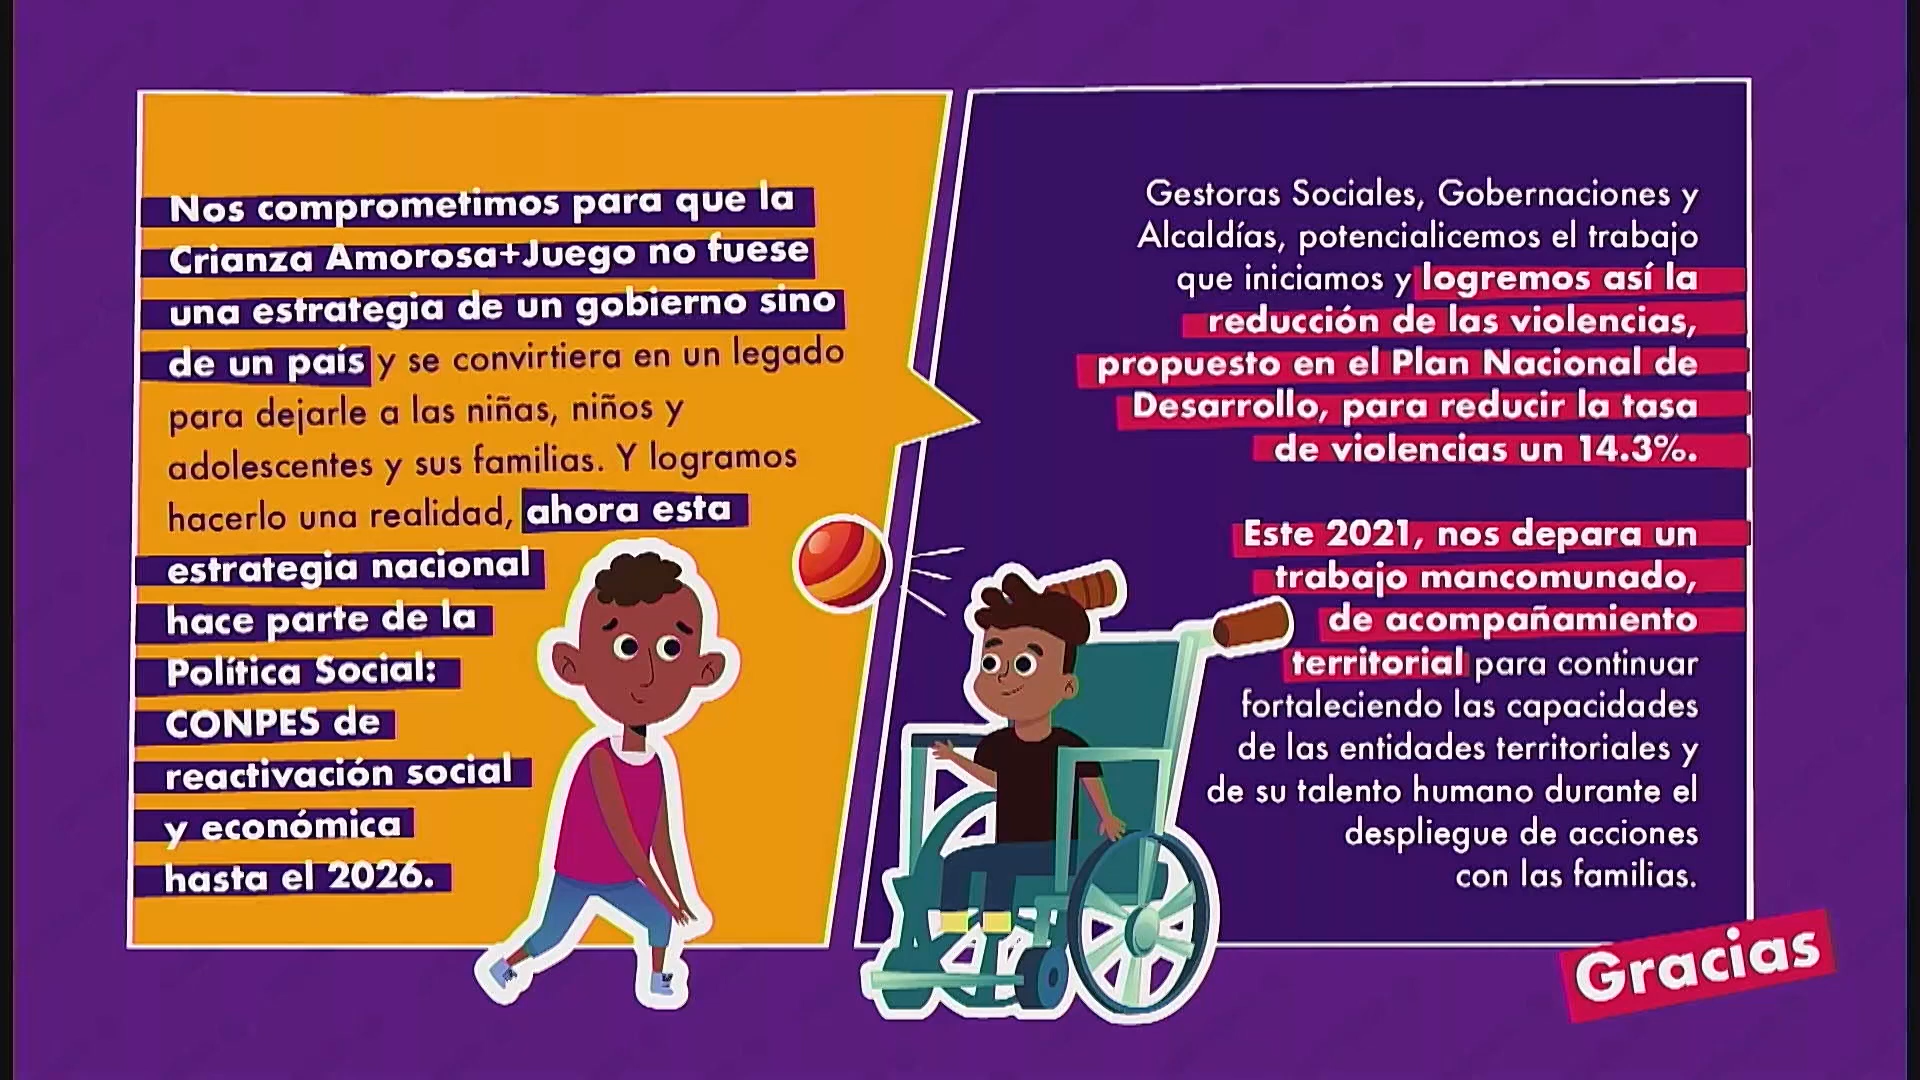 Nos comprometimos para que la
Crianza Amorosa+Juego no fuese
una estrategia de un gobierno sino
de un país y se convirtiera en un legado
para dejarle a las niñas, niños y
adolescentes y sus familias. Y logramos
hacerlo una realidad, ahora esta
estrategia nacional
hace parte de la
Política Social:
CONPES de
reactivación social
y económica
hasta el 2026.
Gestoras Sociales, Gobernaciones y
Alcaldías, potencialicemos el trabajo
que iniciamos y logremos así la
reducción de las violencias,
propuesto en el Plan Nacional de
Desarrollo, para reducir la tasa
de violencias un 14.3%.
Este 2021, nos depara un
trabajo mancomunado,
de acompañamiento
territorial para continuar
fortaleciendo las capacidades
de las entidades territoriales y
de su talento humano durante el
despliegue de acciones
con las familias.
Gracias